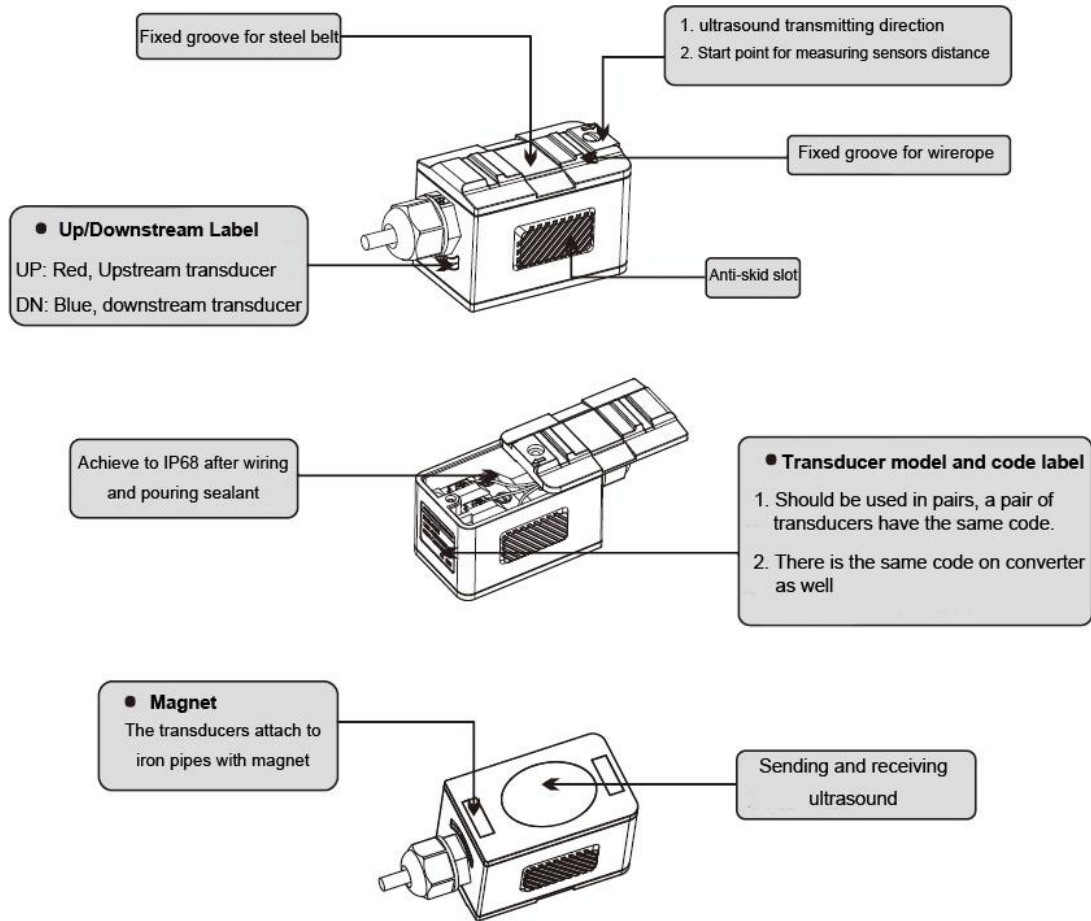 Fixed groove for steel belt
1. ultrasound transmitting direction
2. Start point for measuring sensors distance
Fixed groove for wirerope
● Up/Downstream Label
UP: Red, Upstream transducer
DN: Blue, downstream transducer
Anti-skid slot
Achieve to IP68 after wiring
and pouring sealant
● Transducer model and code label
1. Should be used in pairs, a pair of
transducers have the same code.
2. There is the same code on converter
as well
● Magnet
The transducers attach to
iron pipes with magnet
Sending and receiving
ultrasound